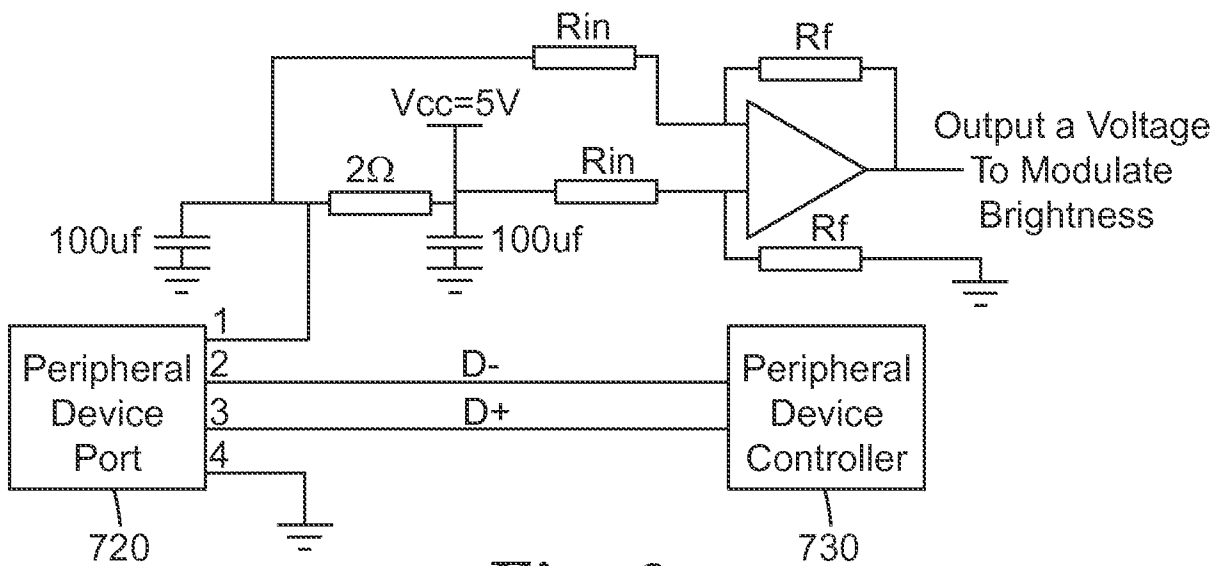 Rin
Rf
Vcc=5V
Output a Voltage
To Modulate
Brightness
2Ω
Rin
100uf
100uf
Rf
1
Peripheral
Device
Port
2
D-
3
D+
4
Peripheral
Device
Controller
720
730